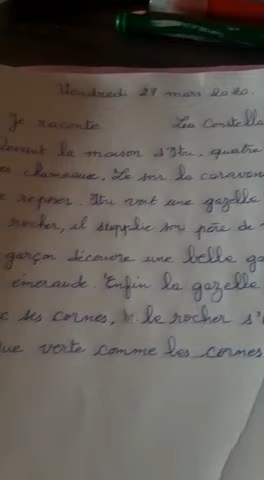 Vendredi 27 mars 2020.
Je raconte Les
devant la maison d'Itu, quatre
chameaux. Le soir la
reposer. Itu voit une gazelle
rocher, il supplie son père de
garçon découvre une belle
émeraude. Enfin la gazelle
ses cornes, le rocher
verte comme les cornes